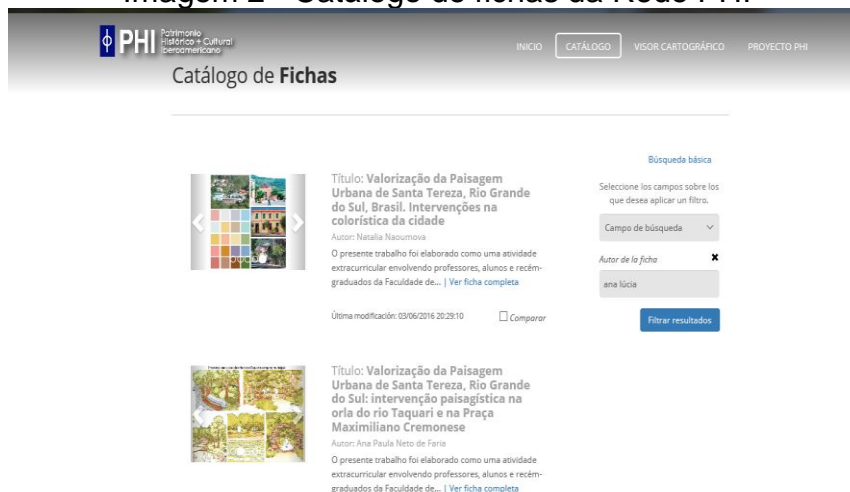 Imagem 2 - Catálogo de fichas da Rede PHI
PHI Patrimonio
Histórico + Cultural
Iberoamericano
INICIO CATÁLOGO VISOR CARTOGRÁFICO PROYECTO PHI
Catálogo de Fichas
Búsqueda básica
Seleccione los campos sobre los
que desea aplicar un filtro.
Campo de búsqueda
Autor de la ficha
ana lúcia
Filtrar resultados
Título: Valorização da Paisagem
Urbana de Santa Tereza, Rio Grande
do Sul, Brasil. Intervenções na
colorística da cidade
Autor: Natalia Naoumova
O presente trabalho foi elaborado como uma atividade
extracurricular envolvendo professores, alunos e recém-
graduados da Faculdade de... | Ver ficha completa
Última modificación: 03/06/2016 20:29:10 Comparar
Título: Valorização da Paisagem
Urbana de Santa Tereza, Rio Grande
do Sul: intervenção paisagística na
orla do rio Taquari e na Praça
Maximiliano Cremonese
Autor: Ana Paula Neto de Faria
O presente trabalho foi elaborado como uma atividade
extracurricular envolvendo professores, alunos e recém-
graduados da Faculdade de... | Ver ficha completa